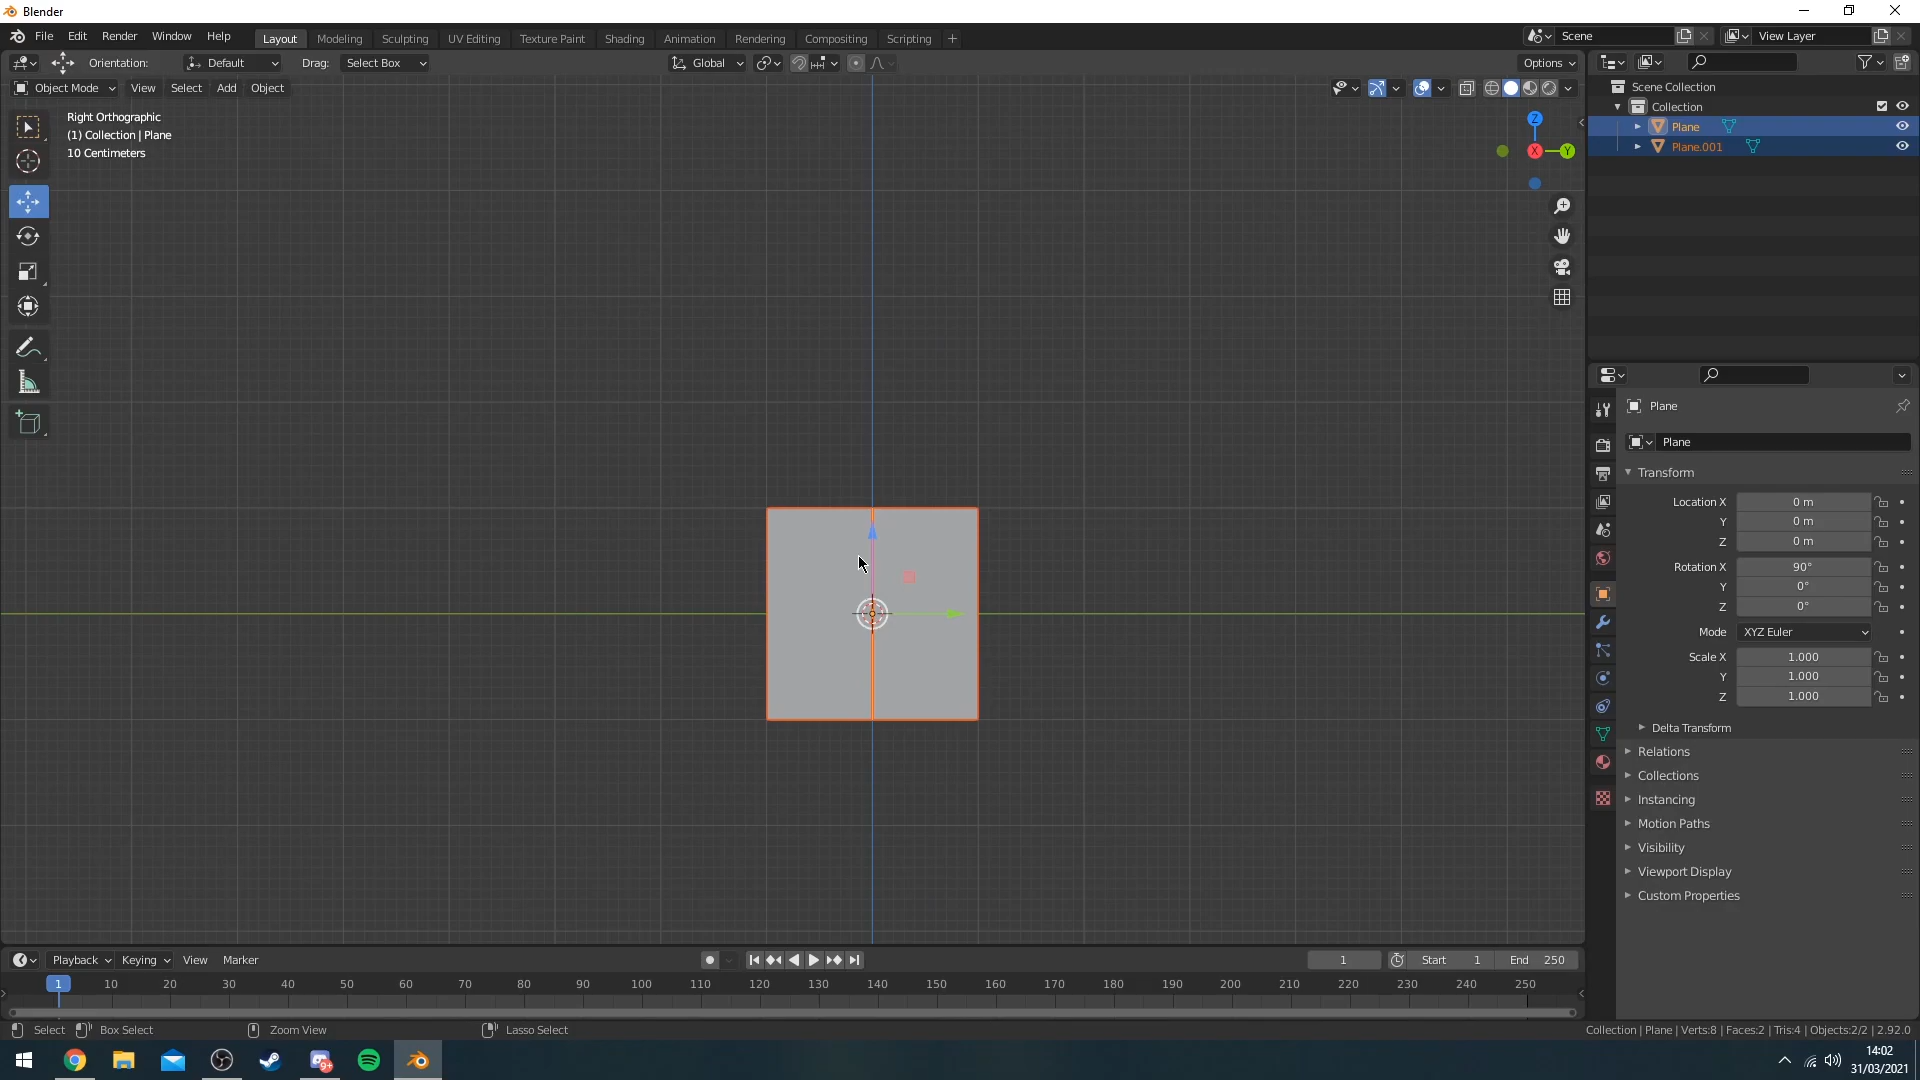 Blender
File Edit Render Window Help Layout Modeling Sculpting UV Editing Texture Paint Shading Animation Rendering Compositing Scripting + Scene View Layer
Orientation: Default Drag: Select Box Global Options
Object Mode View Select Add Object
Right Orthographic
(1) Collection | Plane
10 Centimeters
Z
X
Y
Scene Collection
Collection
Plane
Plane.001
Plane
Plane
Transform
Location X 0 m
Y 0 m
Z 0 m
Rotation X 90°
Y 0°
Z 0°
Mode XYZ Euler
Scale X 1.000
Y 1.000
Z 1.000
Delta Transform
Relations
Collections
Instancing
Motion Paths
Visibility
Viewport Display
Custom Properties
Playback Keying View Marker 1 Start 1 End 250
1 10 20 30 40 50 60 70 80 90 100 110 120 130 140 150 160 170 180 190 200 210 220 230 240 250
Select Box Select Zoom View Lasso Select Collection | Plane | Verts:8 | Faces:2 | Tris:4 | Objects:2/2 | 2.92.0
9+
14:02
31/03/2021